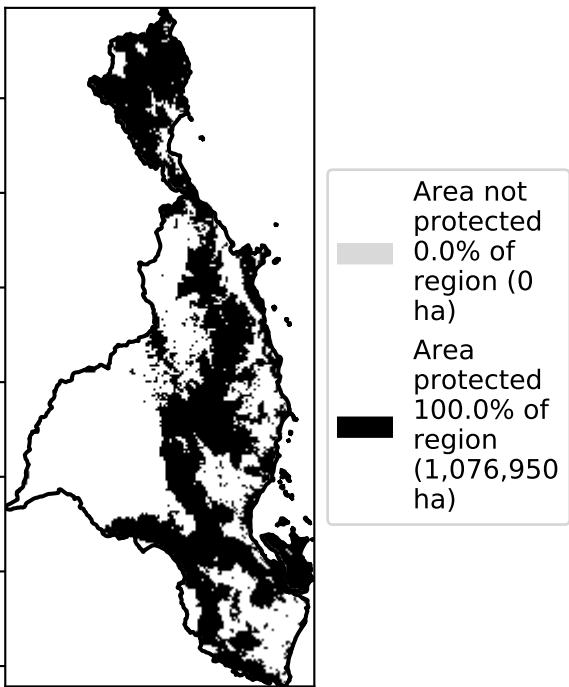 Area not
protected
0.0% of
region (0
ha)
Area
protected
100.0% of
region
(1,076,950
ha)